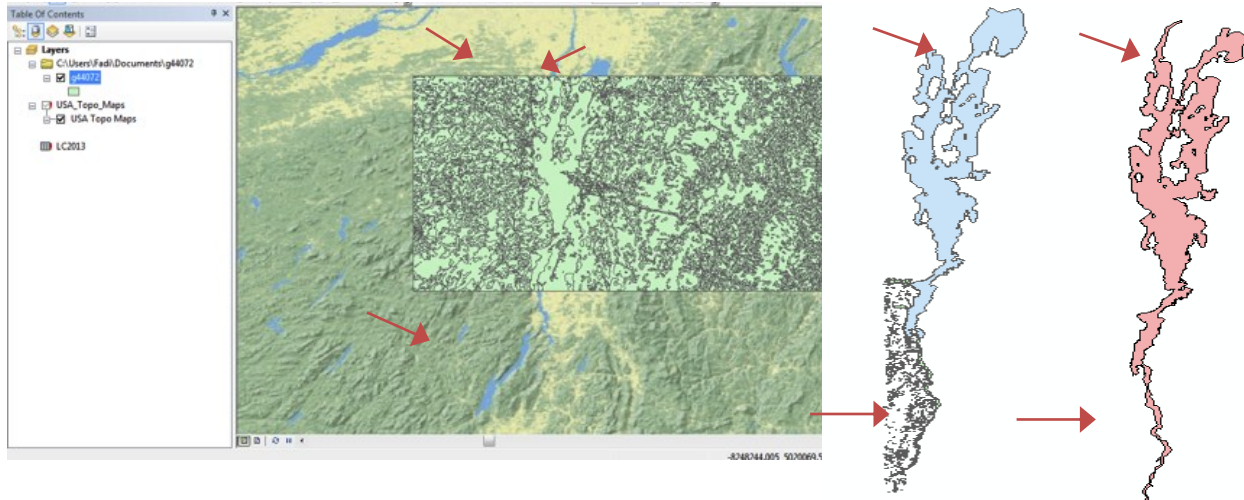 Table Of Contents
Layers
C:\Users\Fadi\Documents\g44072
g44072
USA_Topo_Maps
USA Topo Maps
LC2013
-8248244.005 5020069.5